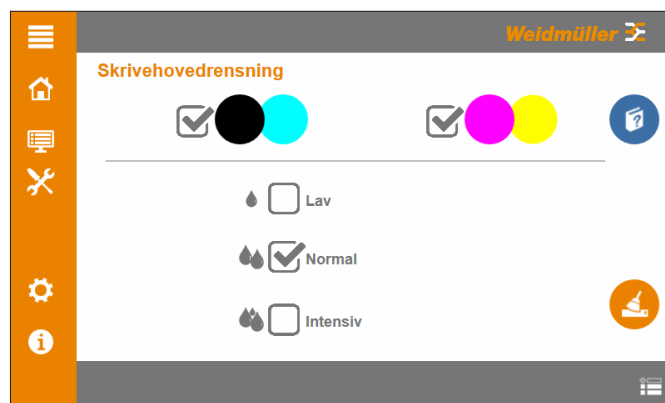 Weidmüller
Skrivehovedrensning
Lav
Normal
Intensiv